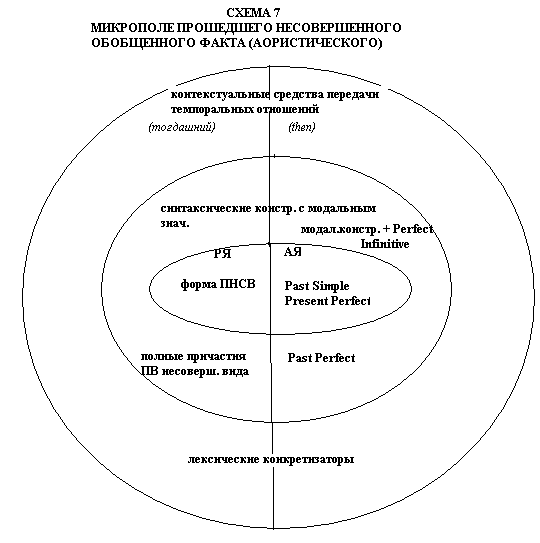 СХЕМА 7
МИКРОПОЛЕ ПРОШЕДШЕГО НЕСОВЕРШЕННОГО
ОБОБЩЕННОГО ФАКТА (АОРИСТИЧЕСКОГО)
контекстуальные средства передачи
темпоральных отношений
(тогдашний) (then)
синтаксические констр. с модальным
знач.
модал.констр. + Perfect
Infinitive
РЯ АЯ
форма ПНСВ
Past Simple
Present Perfect
полные причастия
ПВ несоверш. вида
Past Perfect
лексические конкретизаторы